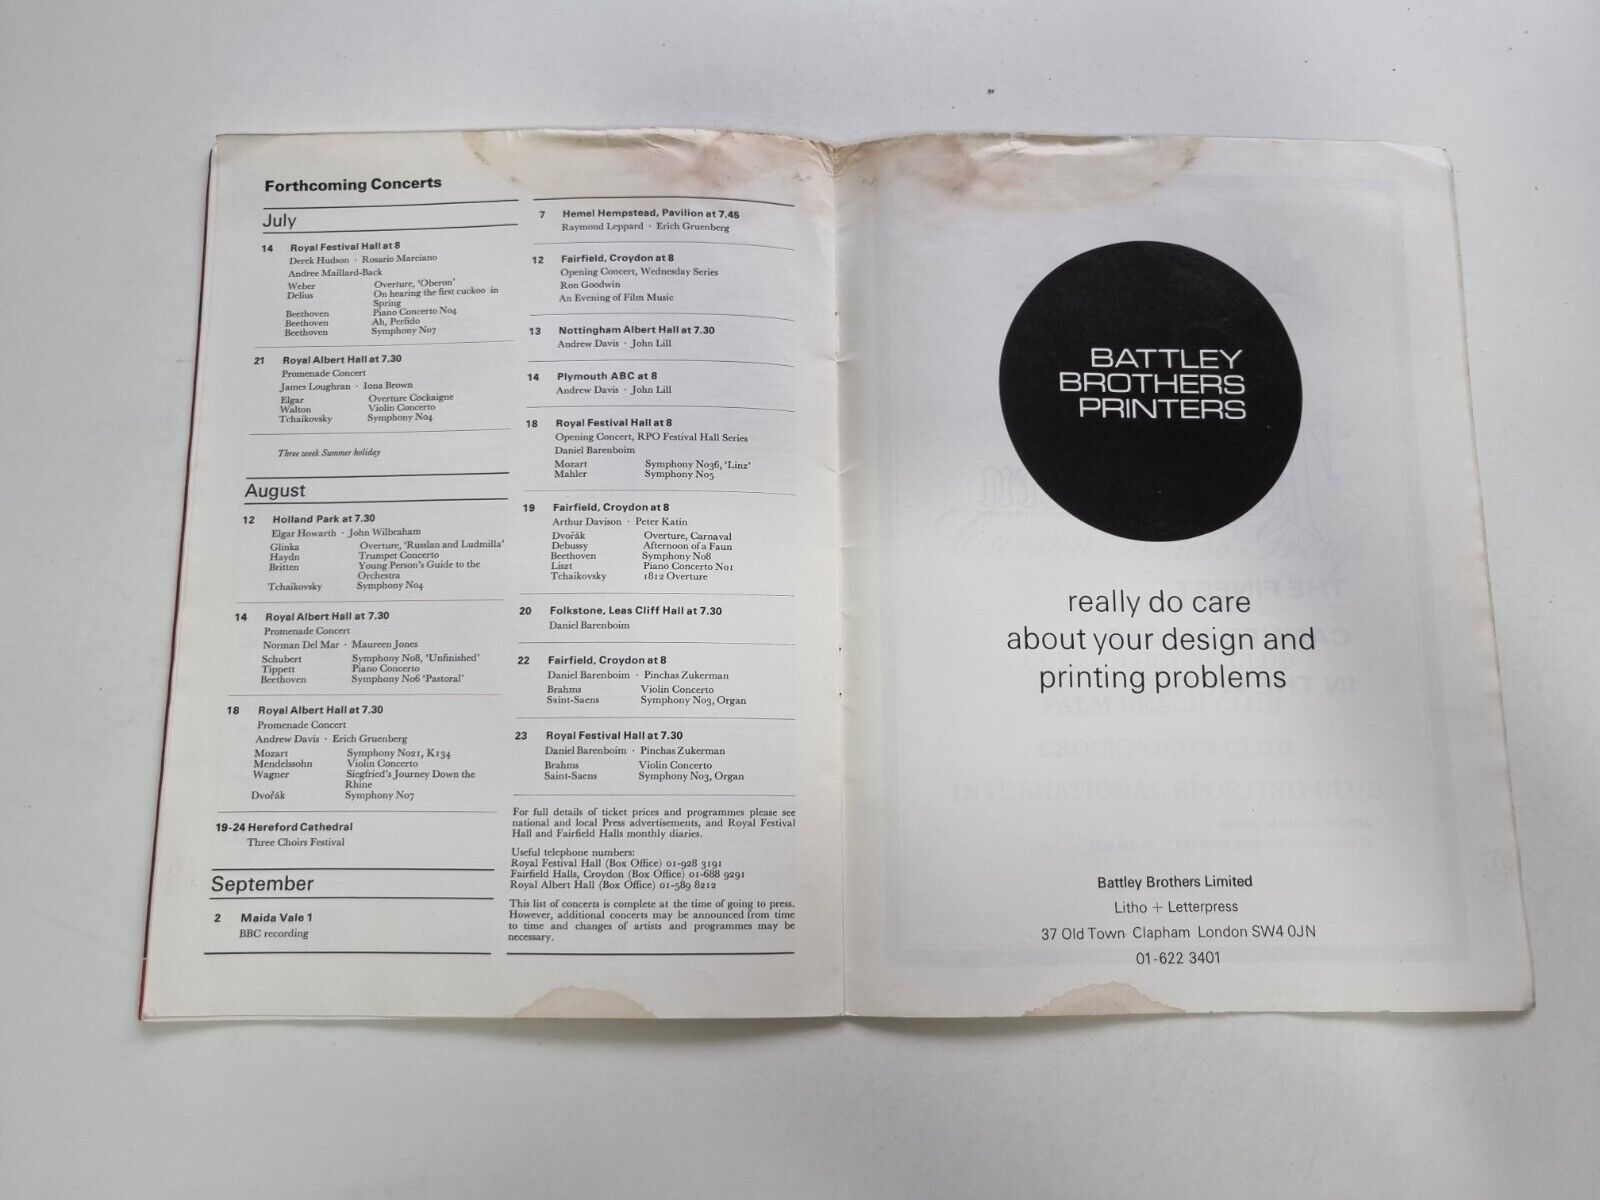 Forthcoming Concerts
July
14 Royal Festival Hall at 8
Derek Hudson · Rosario Marciano
Andree Maillard-Back
Weber Overture, ‘Oberon’
Delius On hearing the first cuckoo in
Spring
Beethoven Piano Concerto No4
Beethoven Ah, Perfido
Beethoven Symphony No7
21 Royal Albert Hall at 7.30
Promenade Concert
James Loughran · Iona Brown
Elgar Overture Cockaigne
Walton Violin Concerto
Tchaikovsky Symphony No4
Three week Summer holiday
August
12 Holland Park at 7.30
Elgar Howarth · John Wilbraham
Glinka Overture, ‘Russlan and Ludmilla’
Haydn Trumpet Concerto
Britten Young Person’s Guide to the
Orchestra
Tchaikovsky Symphony No4
14 Royal Albert Hall at 7.30
Promenade Concert
Norman Del Mar · Maureen Jones
Schubert Symphony No8, ‘Unfinished’
Tippett Piano Concerto
Beethoven Symphony No6 ‘Pastoral’
18 Royal Albert Hall at 7.30
Promenade Concert
Andrew Davis · Erich Gruenberg
Mozart Symphony No21, K134
Mendelssohn Violin Concerto
Wagner Siegfried’s Journey Down the
Rhine
Dvořák Symphony No7
19-24 Hereford Cathedral
Three Choirs Festival
September
2 Maida Vale 1
BBC recording
7 Hemel Hempstead, Pavilion at 7.45
Raymond Leppard · Erich Gruenberg
12 Fairfield, Croydon at 8
Opening Concert, Wednesday Series
Ron Goodwin
An Evening of Film Music
13 Nottingham Albert Hall at 7.30
Andrew Davis · John Lill
14 Plymouth ABC at 8
Andrew Davis · John Lill
18 Royal Festival Hall at 8
Opening Concert, RPO Festival Hall Series
Daniel Barenboim
Mozart Symphony No36, ‘Linz’
Mahler Symphony No5
19 Fairfield, Croydon at 8
Arthur Davison · Peter Katin
Dvořák Overture, Carnaval
Debussy Afternoon of a Faun
Beethoven Symphony No8
Liszt Piano Concerto No1
Tchaikovsky 1812 Overture
20 Folkstone, Leas Cliff Hall at 7.30
Daniel Barenboim
22 Fairfield, Croydon at 8
Daniel Barenboim · Pinchas Zukerman
Brahms Violin Concerto
Saint-Saens Symphony No3, Organ
23 Royal Festival Hall at 7.30
Daniel Barenboim · Pinchas Zukerman
Brahms Violin Concerto
Saint-Saens Symphony No3, Organ
For full details of ticket prices and programmes please see
national and local Press advertisements, and Royal Festival
Hall and Fairfield Halls monthly diaries.
Useful telephone numbers:
Royal Festival Hall (Box Office) 01-928 3191
Fairfield Halls, Croydon (Box Office) 01-688 9291
Royal Albert Hall (Box Office) 01-589 8212
This list of concerts is complete at the time of going to press.
However, additional concerts may be announced from time
to time and changes of artists and programmes may be
necessary.
BATTLEY
BROTHERS
PRINTERS
really do care
about your design and
printing problems
Battley Brothers Limited
Litho + Letterpress
37 Old Town Clapham London SW4 0JN
01-622 3401